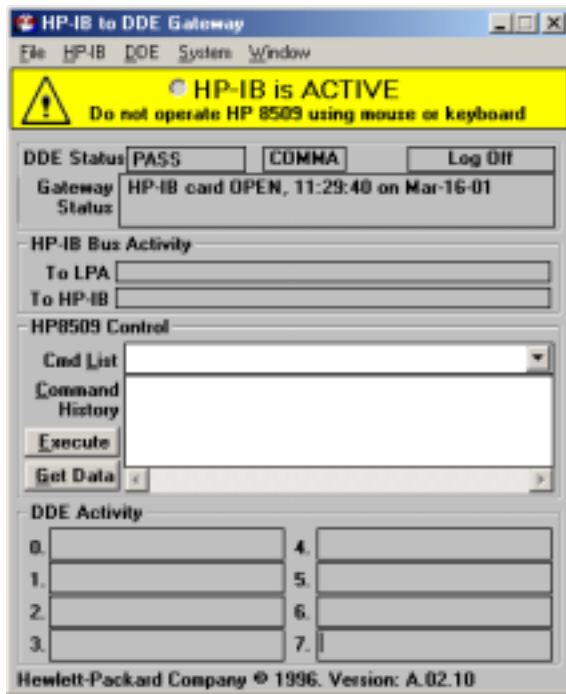 HP-IB to DDE Gateway
File HP-IB DDE System Window
HP-IB is ACTIVE
Do not operate HP 8509 using mouse or keyboard
DDE Status PASS COMMA Log Off
Gateway Status HP-IB card OPEN, 11:29:40 on Mar-16-01
HP-IB Bus Activity
To LPA
To HP-IB
HP8509 Control
Cmd List
Command
History
Execute
Get Data
DDE Activity
0. 4.
1. 5.
2. 6.
3. 7.
Hewlett-Packard Company © 1996. Version: A.02.10